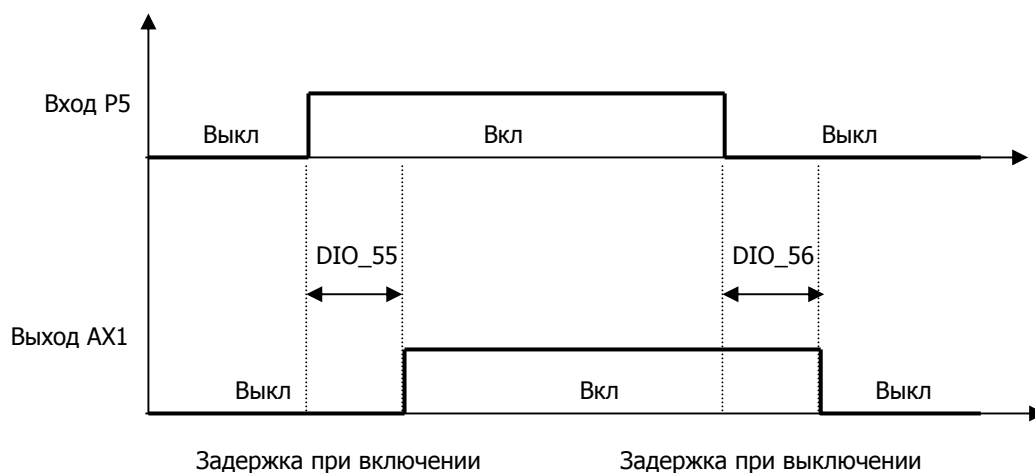 Вход P5
Выкл Вкл Выкл
DIO_55 DIO_56
Выход AX1
Выкл Вкл Выкл
Задержка при включении Задержка при выключении